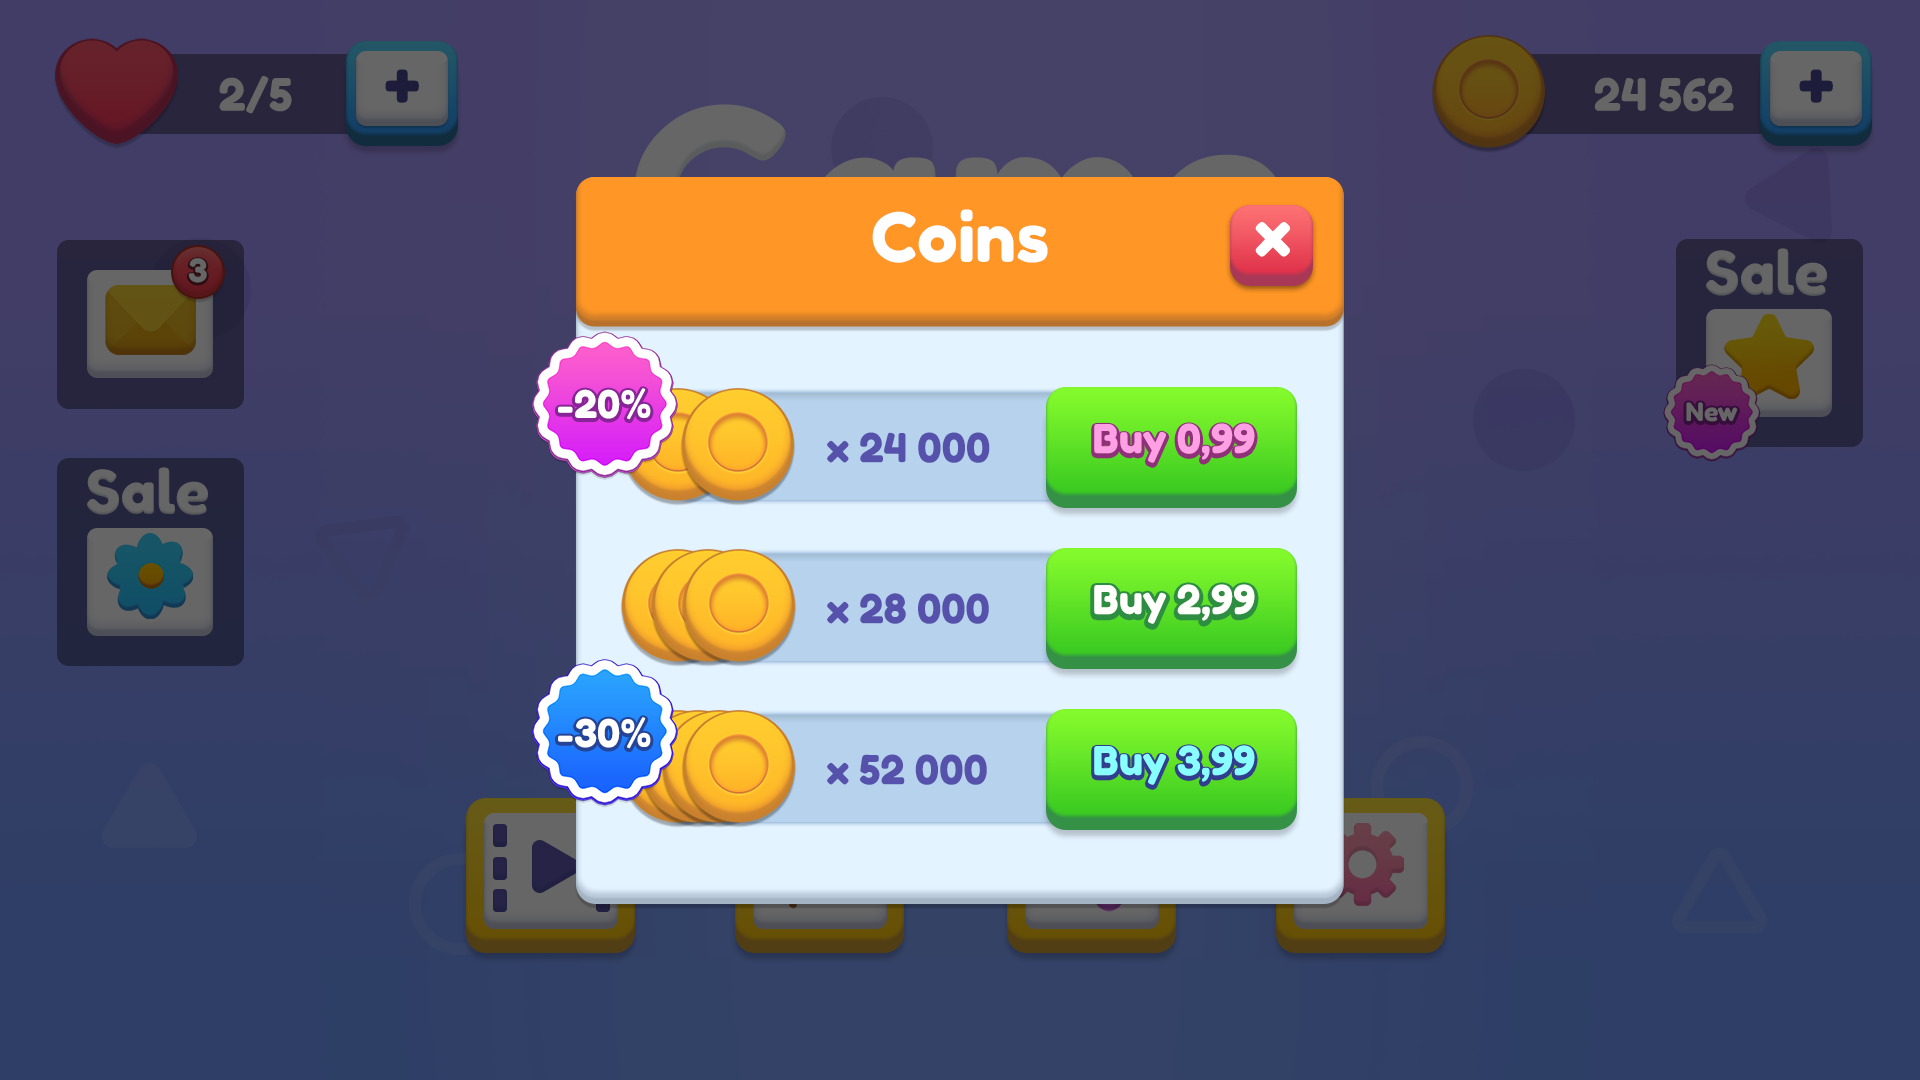 2/5
24 562
Coins
3
Sale
Sale
New
-20%
× 24 000
Buy 0,99
× 28 000
Buy 2,99
-30%
× 52 000
Buy 3,99